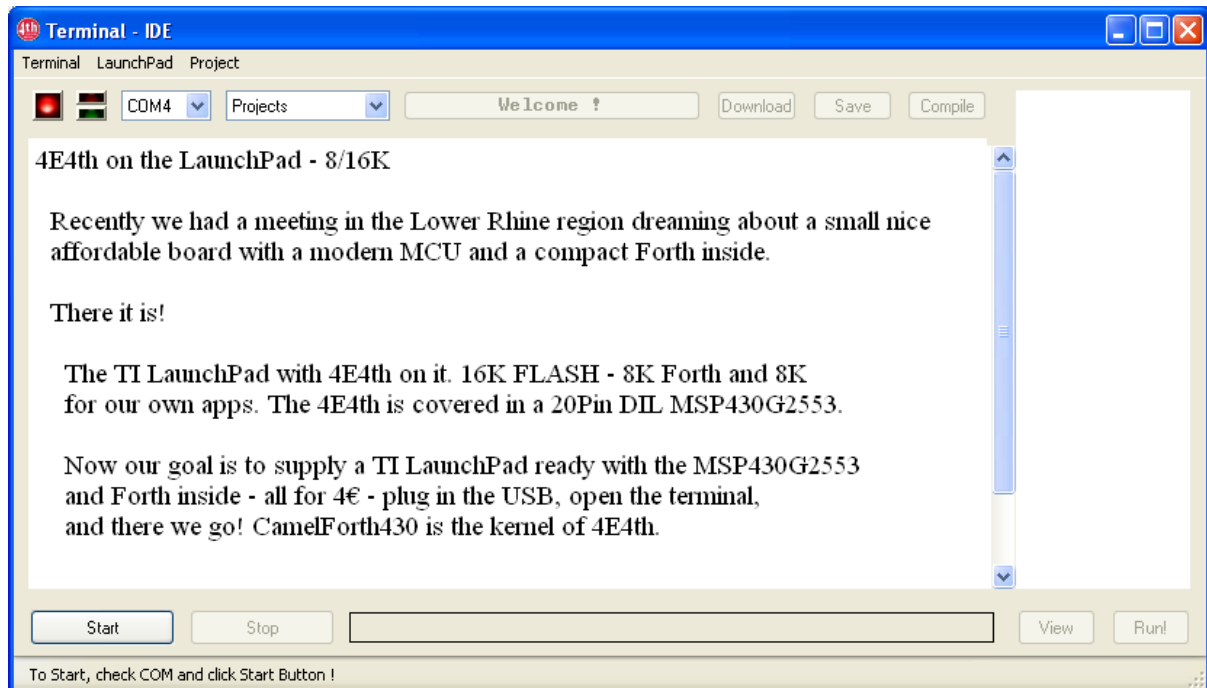 4th Terminal - IDE
Terminal LaunchPad Project
COM4 Projects Welcome ! Download Save Compile
4E4th on the LaunchPad - 8/16K
Recently we had a meeting in the Lower Rhine region dreaming about a small nice
affordable board with a modern MCU and a compact Forth inside.
There it is!
The TI LaunchPad with 4E4th on it. 16K FLASH - 8K Forth and 8K
for our own apps. The 4E4th is covered in a 20Pin DIL MSP430G2553.
Now our goal is to supply a TI LaunchPad ready with the MSP430G2553
and Forth inside - all for 4€ - plug in the USB, open the terminal,
and there we go! CamelForth430 is the kernel of 4E4th.
Start Stop View Run!
To Start, check COM and click Start Button !